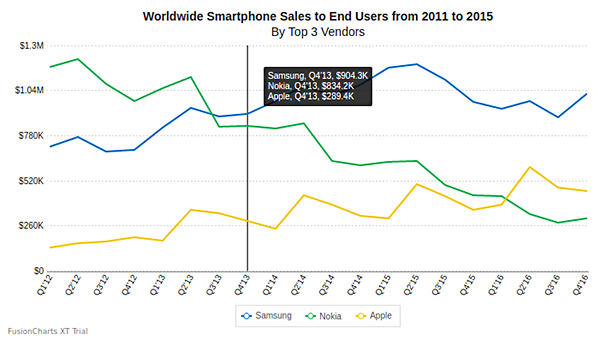 Worldwide Smartphone Sales to End Users from 2011 to 2015
By Top 3 Vendors
$1.3M
$1.04M
$780K
$520K
$260K
$0
Samsung, Q4'13, $904.3K
Nokia, Q4'13, $834.2K
Apple, Q4'13, $289.4K
Q1'12
Q2'12
Q3'12
Q4'12
Q1'13
Q2'13
Q3'13
Q4'13
Q1'14
Q2'14
Q3'14
Q4'14
Q1'15
Q2'15
Q3'15
Q4'15
Q1'16
Q2'16
Q3'16
Q4'16
Samsung Nokia Apple
FusionCharts XT Trial